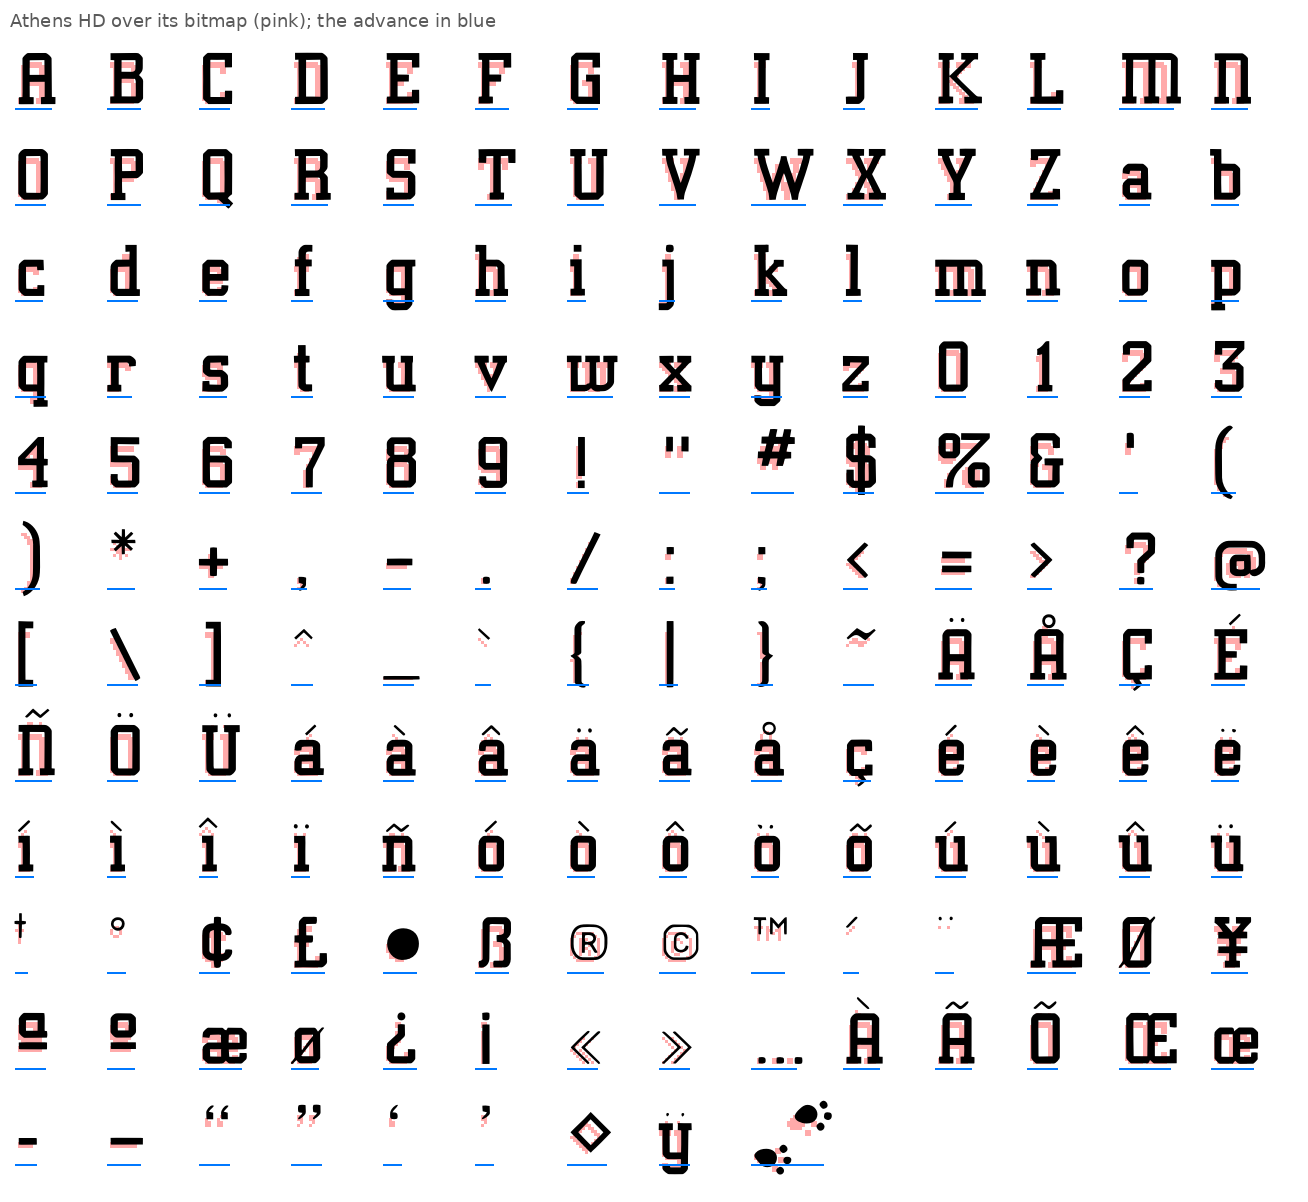 Athens HD over its bitmap (pink); the advance in blue
A B C D E F G H I J K L M N
O P Q R S T U V W X Y Z a b
c d e f g h i j k l m n o p
q r s t u v w x y z 0 1 2 3
4 5 6 7 8 9 ! " # $ % & ' (
) * + , - . / : ; < = > ? @
[ \ ] ^ _ ` { | } ~ Ä Å Ç É
Ñ Ö Ü á à â ä ã å ç é è ê ë
í ì î ï ñ ó ò ô ö õ ú ù û ü
† ° ¢ £ • ß ® © ™ ´ ¨ Æ Ø ¥
ª º æ ø ¿ ¡ « » … À Ã Õ Œ œ
– — “ ” ‘ ’ ◊ ÿ